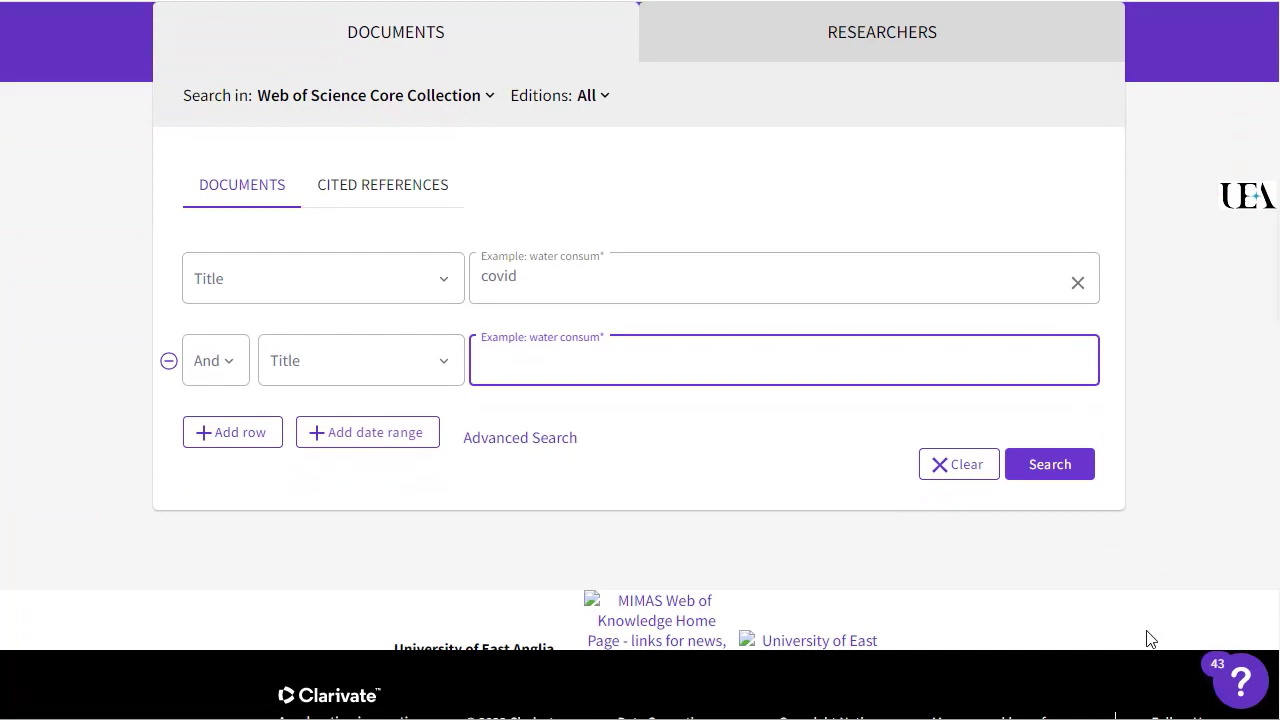 DOCUMENTS
RESEARCHERS
Search in: Web of Science Core Collection Editions: All
DOCUMENTS
CITED REFERENCES
UEA
Example: water consum*
Title
covid
Example: water consum*
And
Title
Add row
Add date range
Advanced Search
Clear
Search
MIMAS Web of
Knowledge Home
Page - links for news,
University of East
University of East Anglia
43
?
Clarivate™